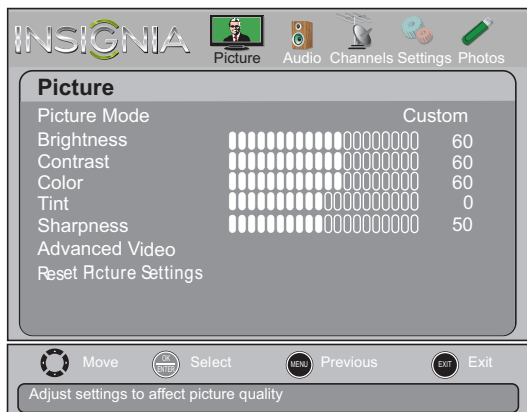 INSIGNIA
Picture Audio Channels Settings Photos
Picture
Picture Mode Custom
Brightness 60
Contrast 60
Color 60
Tint 0
Sharpness 50
Advanced Video
Reset Picture Settings
Move OK ENTER Select MENU Previous EXIT Exit
Adjust settings to affect picture quality